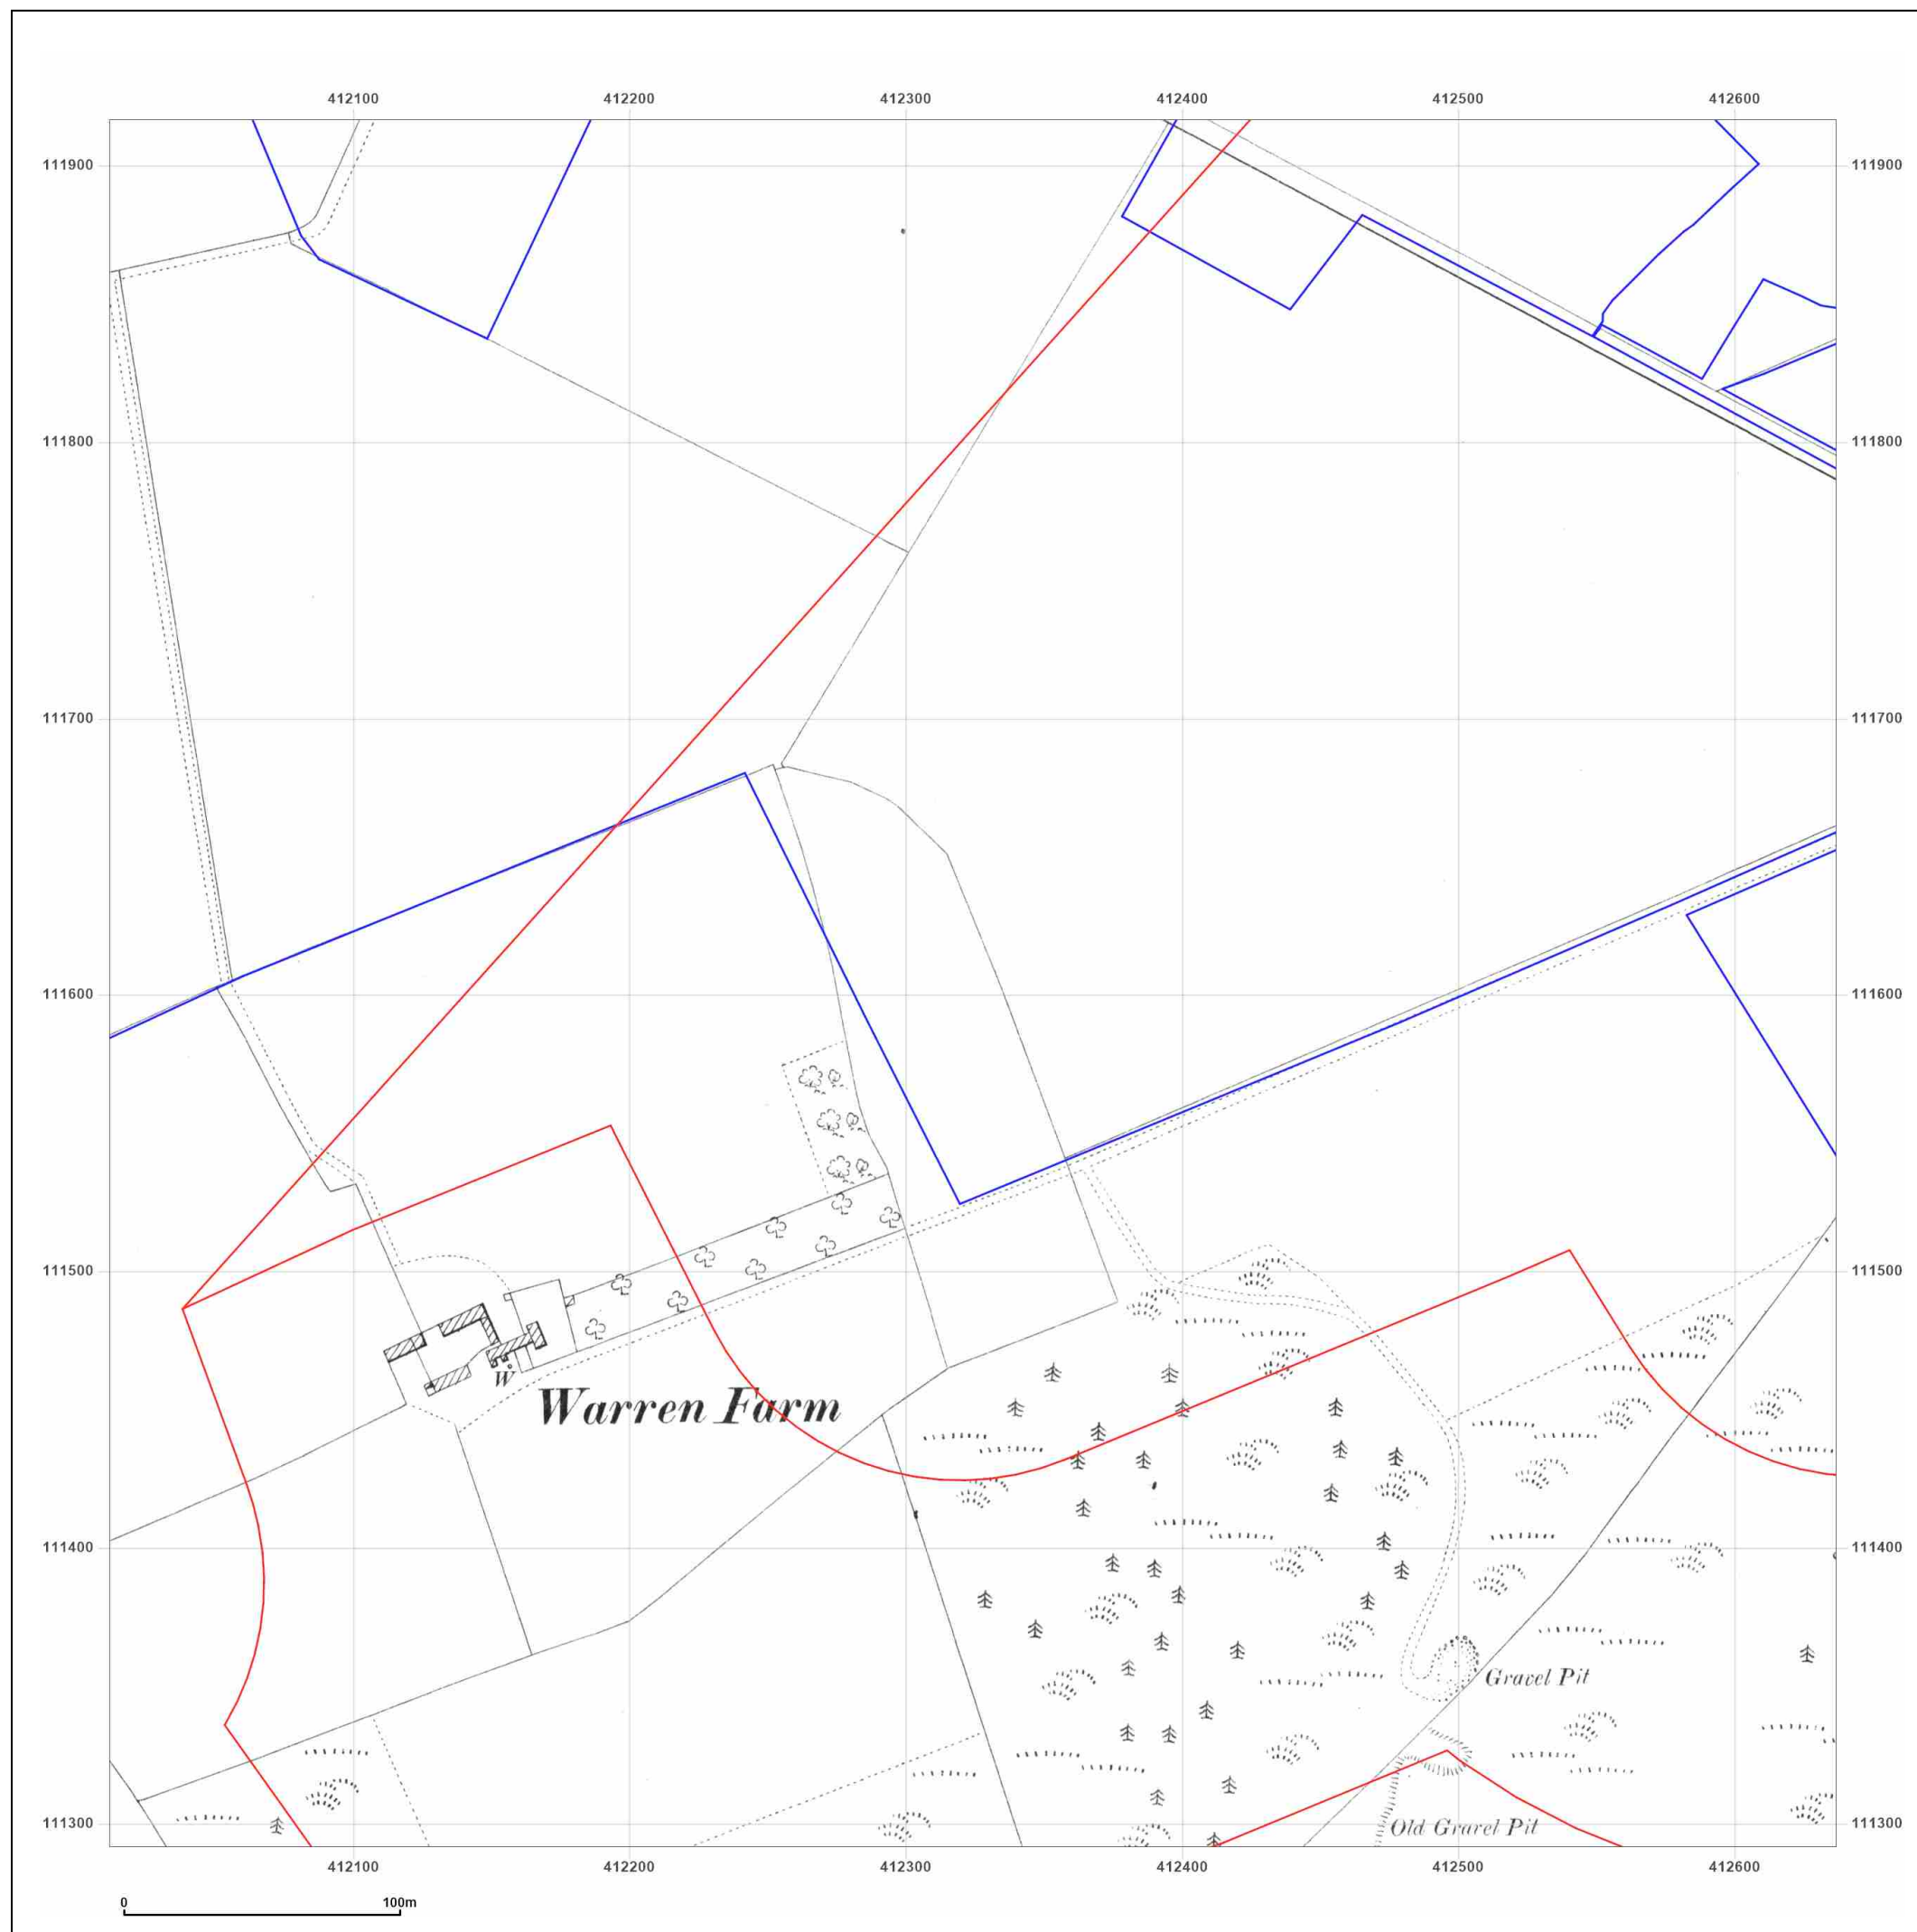 412100 412200 412300 412400 412500 412600
111900 111900
111800 111800
111700 111700
111600 111600
111500 111500
W
Warren Farm
111400 111400
Gravel Pit
111300 111300
Old Gravel Pit
412100 412200 412300 412400 412500 412600
0 100m